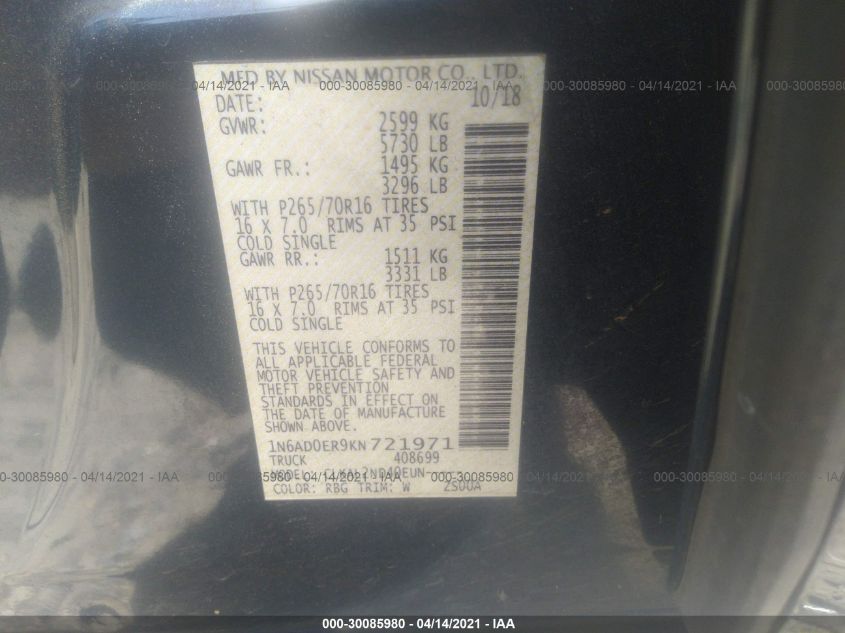 MFD BY NISSAN MOTOR CO., LTD.
DATE: 10/18
GVWR: 2599 KG
5730 LB
GAWR FR.: 1495 KG
3296 LB
WITH P265/70R16 TIRES
16 X 7.0 RIMS AT 35 PSI
COLD SINGLE
GAWR RR.: 1511 KG
3331 LB
WITH P265/70R16 TIRES
16 X 7.0 RIMS AT 35 PSI
COLD SINGLE
THIS VEHICLE CONFORMS TO
ALL APPLICABLE FEDERAL
MOTOR VEHICLE SAFETY AND
THEFT PREVENTION
STANDARDS IN EFFECT ON
THE DATE OF MANUFACTURE
SHOWN ABOVE.
1N6AD0ER9KN721971
TRUCK 408699
MODEL:
COLOR: RBG TRIM: W 2S00A
000-30085980 - 04/14/2021 - IAA